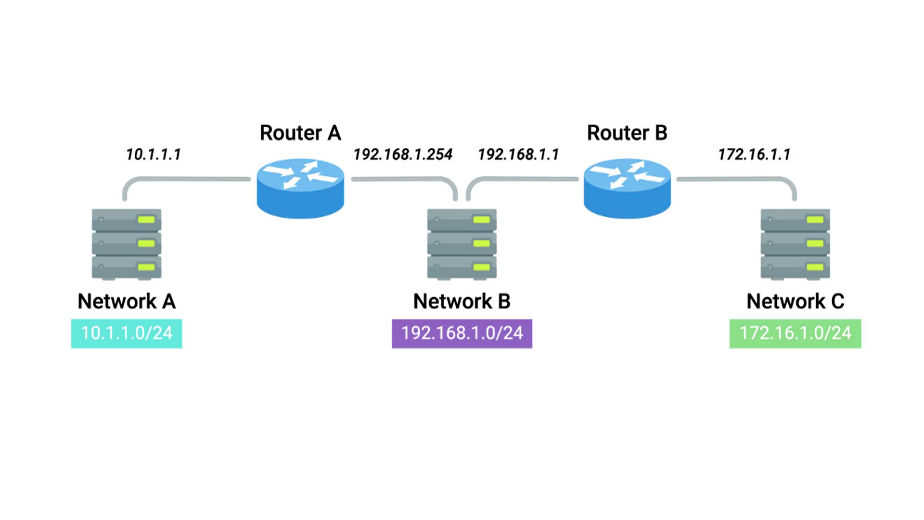 Router A
Router B
10.1.1.1
192.168.1.254
192.168.1.1
172.16.1.1
Network A
Network B
Network C
10.1.1.0/24
192.168.1.0/24
172.16.1.0/24